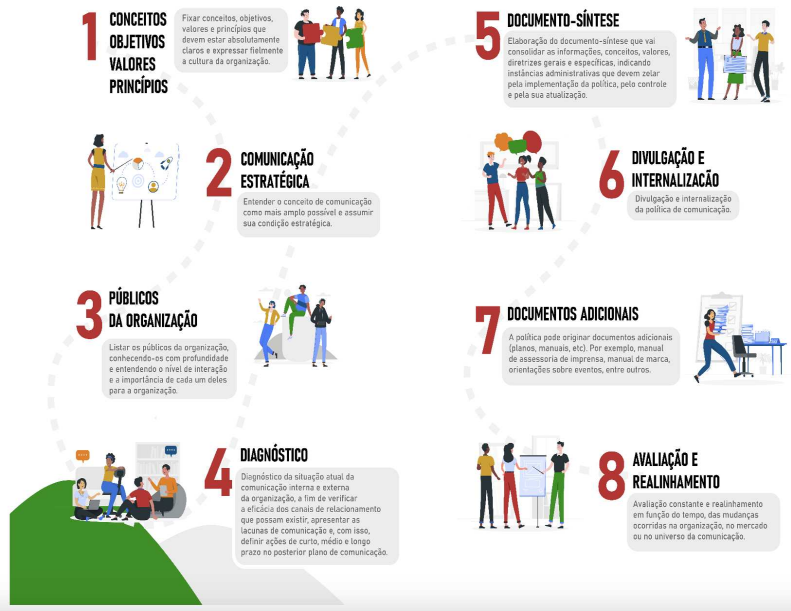 1
CONCEITOS
OBJETIVOS
VALORES
PRINCÍPIOS
Fixar conceitos, objetivos,
valores e princípios que
devem estar absolutamente
claros e expressar fielmente
a cultura da organização.
2
COMUNICAÇÃO
ESTRATÉGICA
Entender o conceito de comunicação
como mais amplo possível e assumir
sua condição estratégica.
3
PÚBLICOS
DA ORGANIZAÇÃO
Listar os públicos da organização,
conhecendo-os com profundidade
e entendendo o nível de interação
e a importância de cada um deles
para a organização.
4
DIAGNÓSTICO
Diagnóstico da situação atual da
comunicação interna e externa
da organização, a fim de verificar
a eficácia dos canais de relacionamento
que possam existir, apresentar as
lacunas de comunicação e, com isso,
definir ações de curto, médio e longo
prazo no posterior plano de comunicação.
5
DOCUMENTO-SÍNTESE
Elaboração do documento-síntese que vai
consolidar as informações, conceitos, valores,
diretrizes gerais e específicas, indicando
instâncias administrativas que devem zelar
pela implementação da política, pelo controle
e pela sua atualização.
6
DIVULGAÇÃO E
INTERNALIZAÇÃO
Divulgação e internalização
da política de comunicação.
7
DOCUMENTOS ADICIONAIS
A política pode originar documentos adicionais
(planos, manuais, etc). Por exemplo, manual
de assessoria de imprensa, manual de marca,
orientações sobre eventos, entre outros.
8
AVALIAÇÃO E
REALINHAMENTO
Avaliação constante e realinhamento
em função do tempo, das mudanças
ocorridas na organização, no mercado
ou no universo da comunicação.